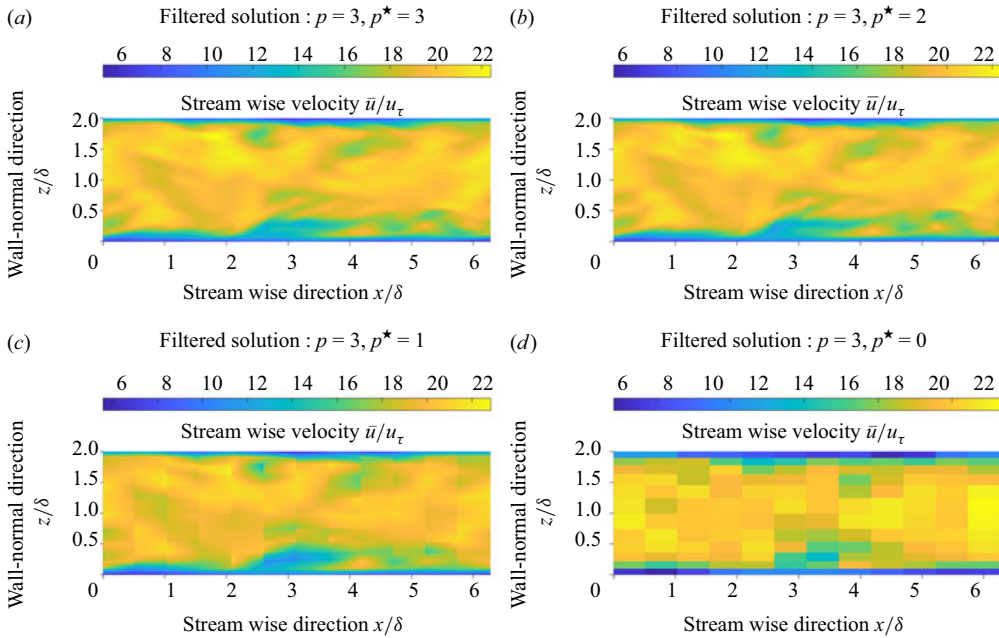 (a) Filtered solution : p = 3, p★ = 3
6 8 10 12 14 16 18 20 22
Stream wise velocity ū/uτ
Wall-normal direction
z/δ
2.0
1.5
1.0
0.5
0 1 2 3 4 5 6
Stream wise direction x/δ
(b) Filtered solution : p = 3, p★ = 2
6 8 10 12 14 16 18 20 22
Stream wise velocity ū/uτ
Wall-normal direction
z/δ
2.0
1.5
1.0
0.5
0 1 2 3 4 5 6
Stream wise direction x/δ
(c) Filtered solution : p = 3, p★ = 1
6 8 10 12 14 16 18 20 22
Stream wise velocity ū/uτ
Wall-normal direction
z/δ
2.0
1.5
1.0
0.5
0 1 2 3 4 5 6
Stream wise direction x/δ
(d) Filtered solution : p = 3, p★ = 0
6 8 10 12 14 16 18 20 22
Stream wise velocity ū/uτ
Wall-normal direction
z/δ
2.0
1.5
1.0
0.5
0 1 2 3 4 5 6
Stream wise direction x/δ